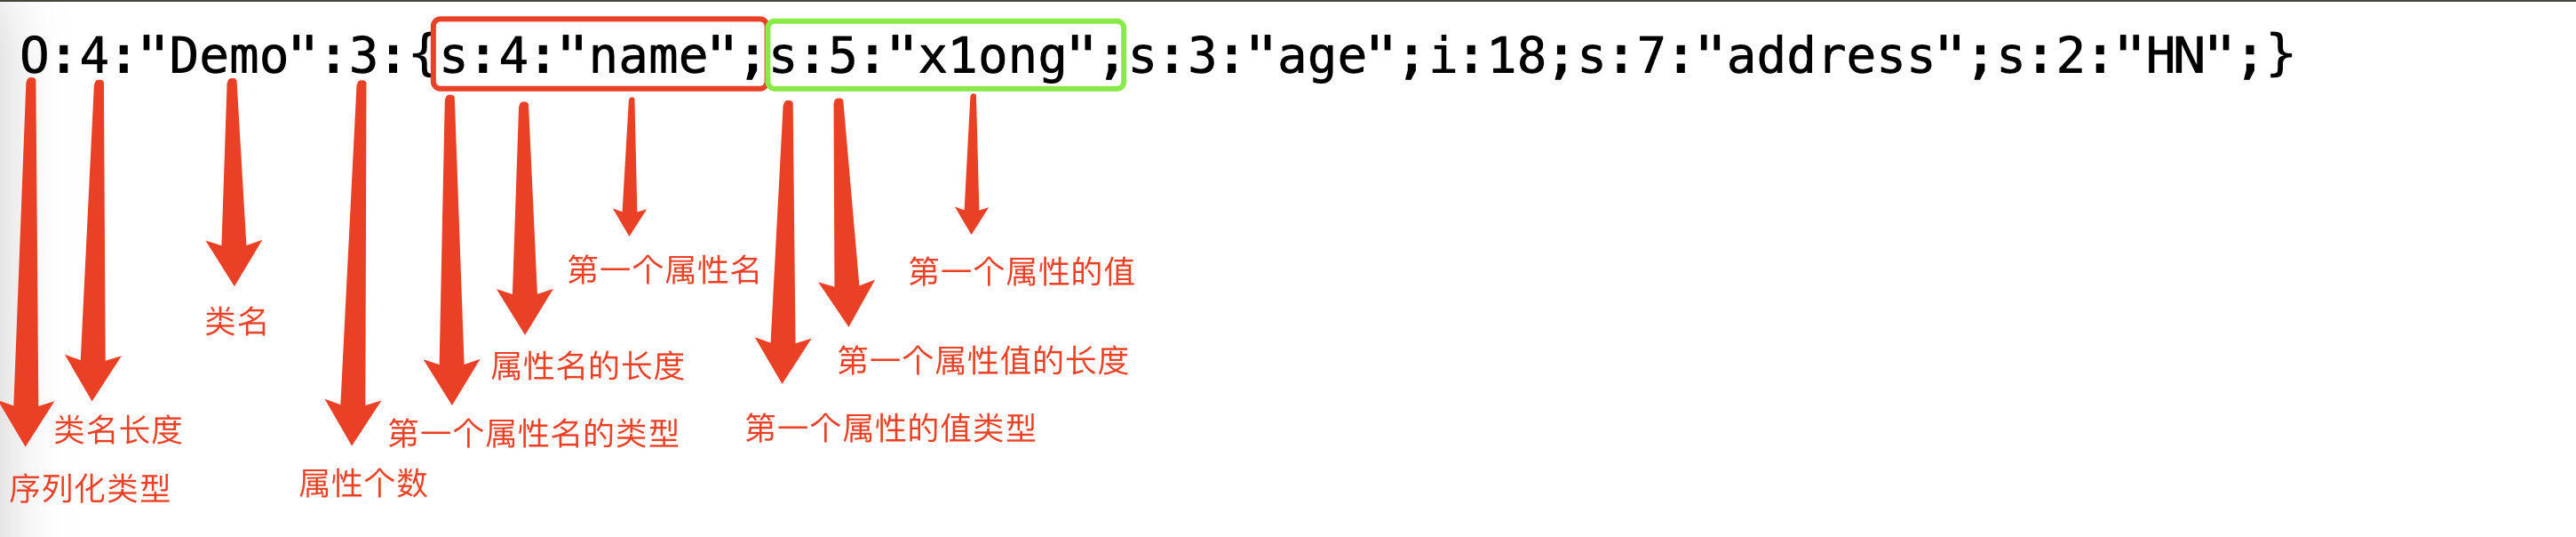 O:4:"Demo":3:{s:4:"name";s:5:"x1ong";s:3:"age";i:18;s:7:"address";s:2:"HN";}
第一个属性名
第一个属性的值
类名
属性名的长度
第一个属性值的长度
类名长度
第一个属性名的类型
第一个属性的值类型
序列化类型
属性个数